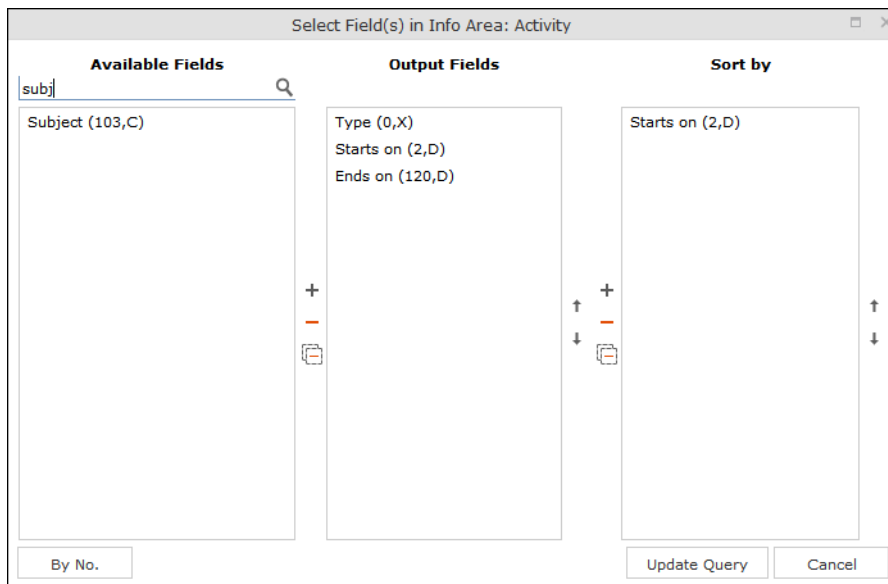 Select Field(s) in Info Area: Activity
Available Fields
Output Fields
Sort by
subj
Subject (103,C)
Type (0,X)
Starts on (2,D)
Ends on (120,D)
Starts on (2,D)
By No.
Update Query
Cancel